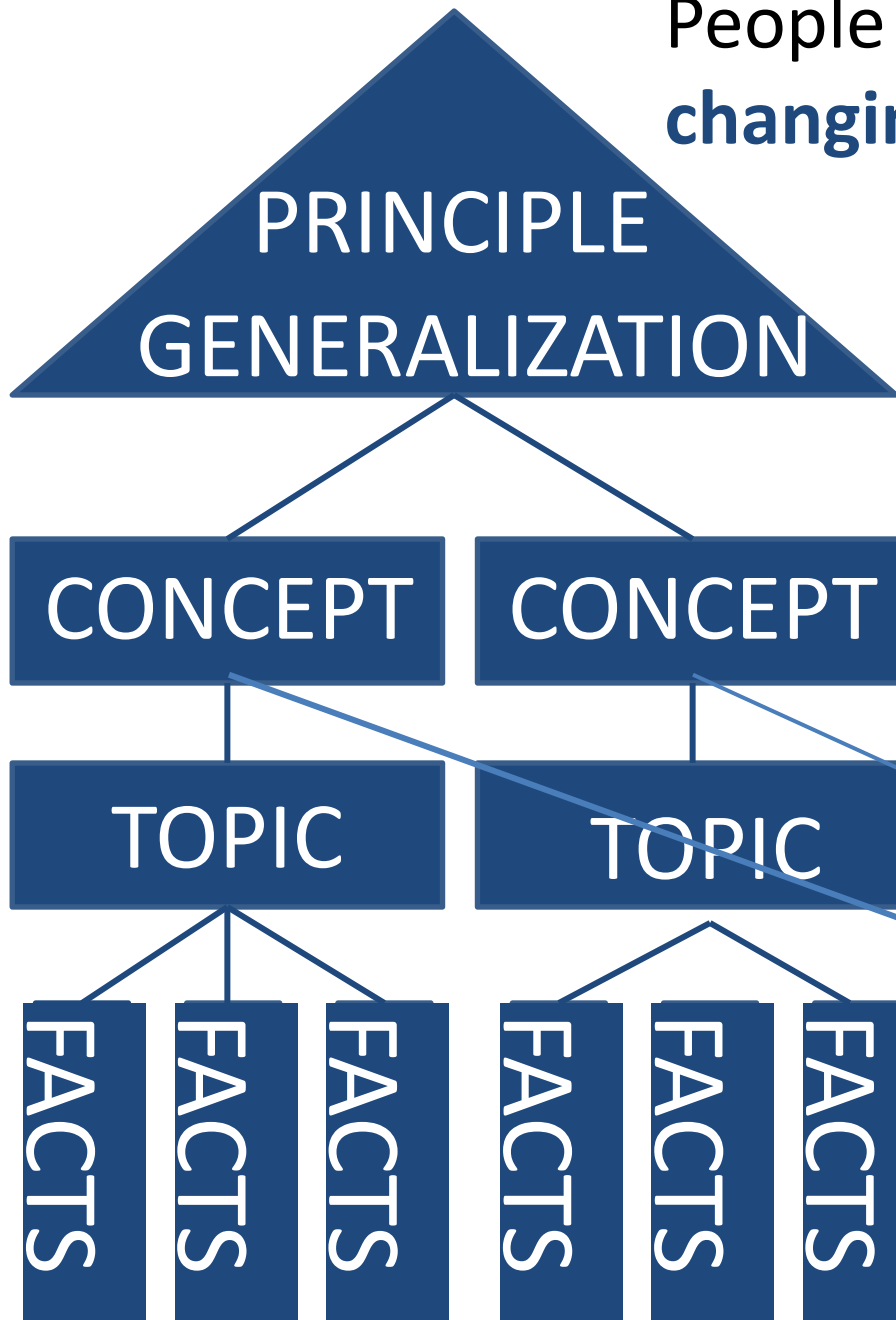 People
PRINCIPLE
GENERALIZATION
CONCEPT
CONCEPT
TOPIC
TOPIC
FACTS
FACTS
FACTS
FACTS
FACTS
FACTS